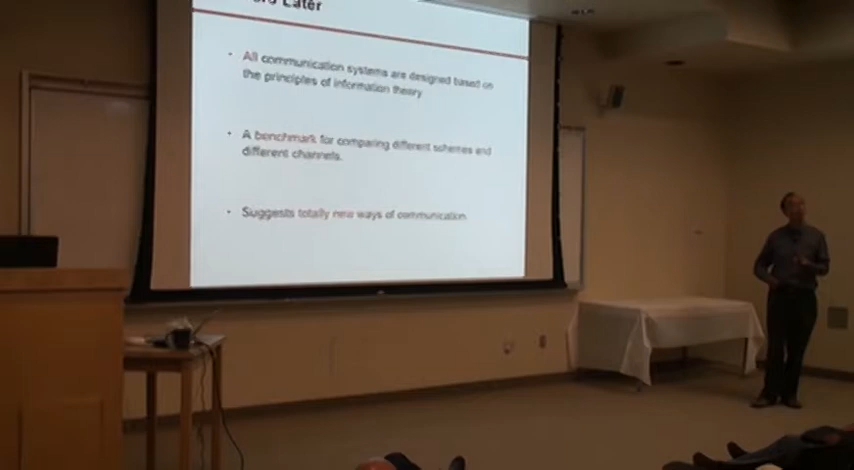 Later
· All communication systems are designed based on
the principles of information theory
· A benchmark for comparing different schemes and
different channels.
· Suggests totally new ways of communication.